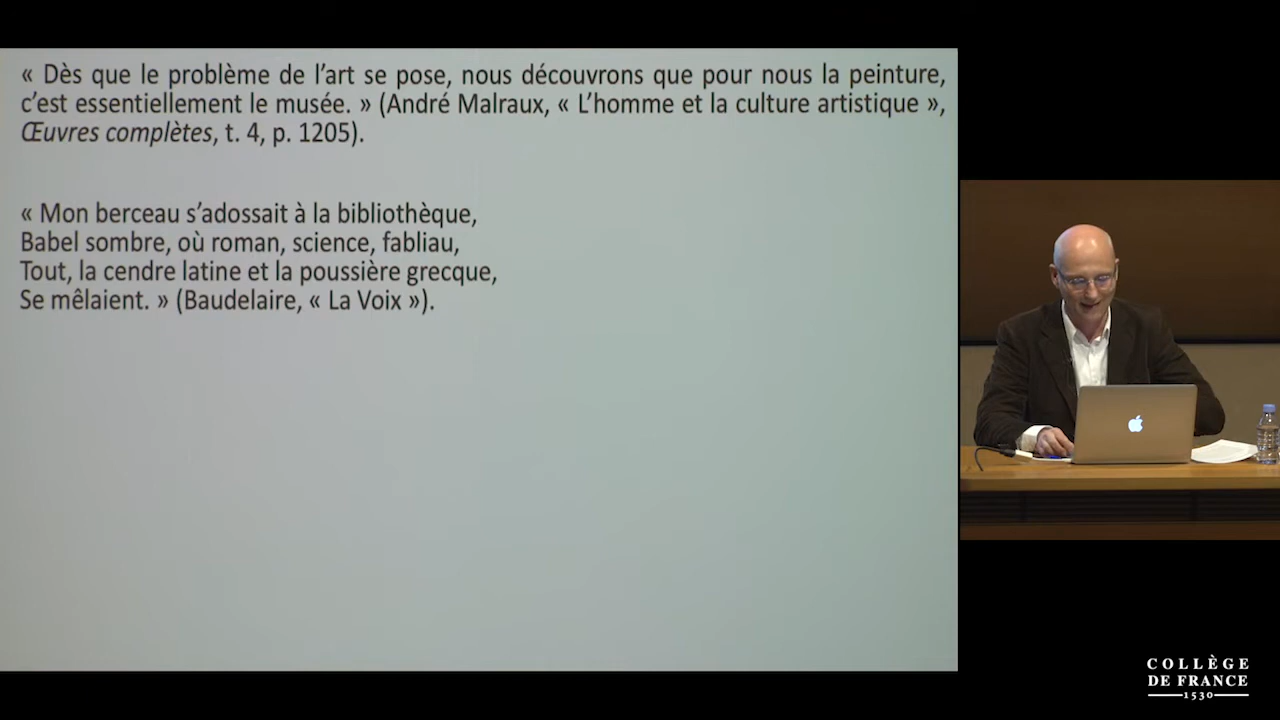 « Dès que le problème de l’art se pose, nous découvrons que pour nous la peinture,
c’est essentiellement le musée. » (André Malraux, « L’homme et la culture artistique »,
Œuvres complètes, t. 4, p. 1205).
« Mon berceau s’adossait à la bibliothèque,
Babel sombre, où roman, science, fabliau,
Tout, la cendre latine et la poussière grecque,
Se mêlaient. » (Baudelaire, « La Voix »).
COLLÈGE
DE FRANCE
1530